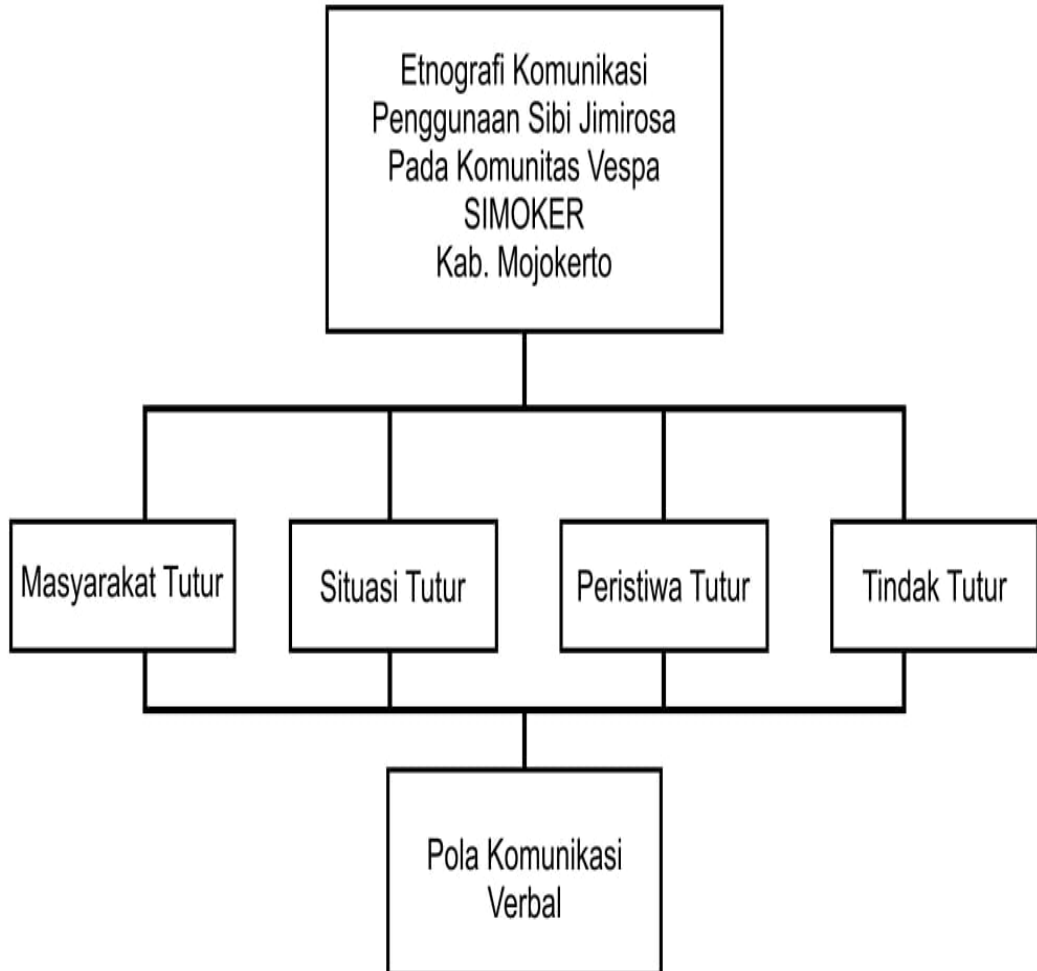 Etnografi Komunikasi
Penggunaan Sibi Jimirosa
Pada Komunitas Vespa
SIMOKER
Kab. Mojokerto
Masyarakat Tutur
Situasi Tutur
Peristiwa Tutur
Tindak Tutur
Pola Komunikasi
Verbal